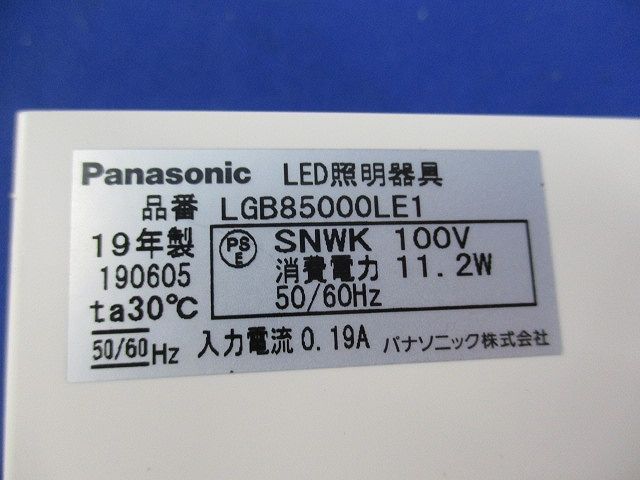 Panasonic LED照明器具
品番 LGB85000LE1
19年製
190605
ta30℃
PS E SNWK 100V
消費電力 11.2W
50/60Hz
50/60Hz 入力電流 0.19A パナソニック株式会社